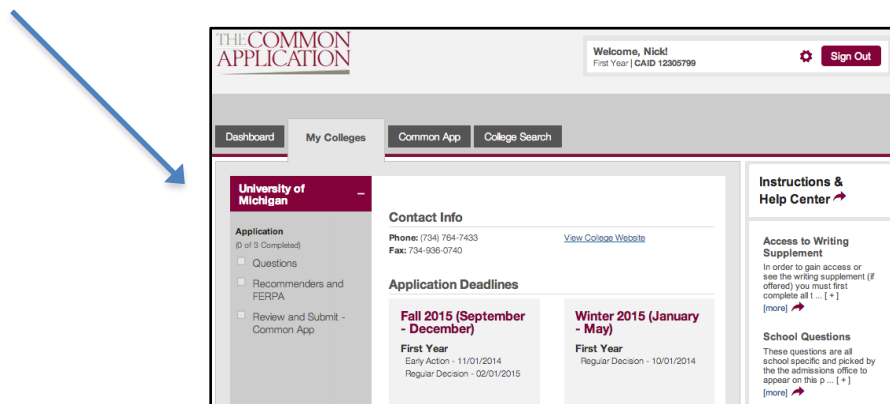 THE COMMON
APPLICATION
Welcome, Nick!
First Year | CAID 12305799
Sign Out
Dashboard
My Colleges
Common App
College Search
University of
Michigan
Application
(0 of 3 Completed)
Questions
Recommenders and
FERPA
Review and Submit -
Common App
Contact Info
Phone: (734) 764-7433
Fax: 734-936-0740
View College Website
Application Deadlines
Fall 2015 (September
- December)
First Year
Early Action - 11/01/2014
Regular Decision - 02/01/2015
Winter 2015 (January
- May)
First Year
Regular Decision - 10/01/2014
Instructions &
Help Center
Access to Writing
Supplement
In order to gain access or
see the writing supplement (if
offered) you must first
complete all t ... [ + ]
[more]
School Questions
These questions are all
school specific and picked by
the the admissions office to
appear on this p ... [ + ]
[more]